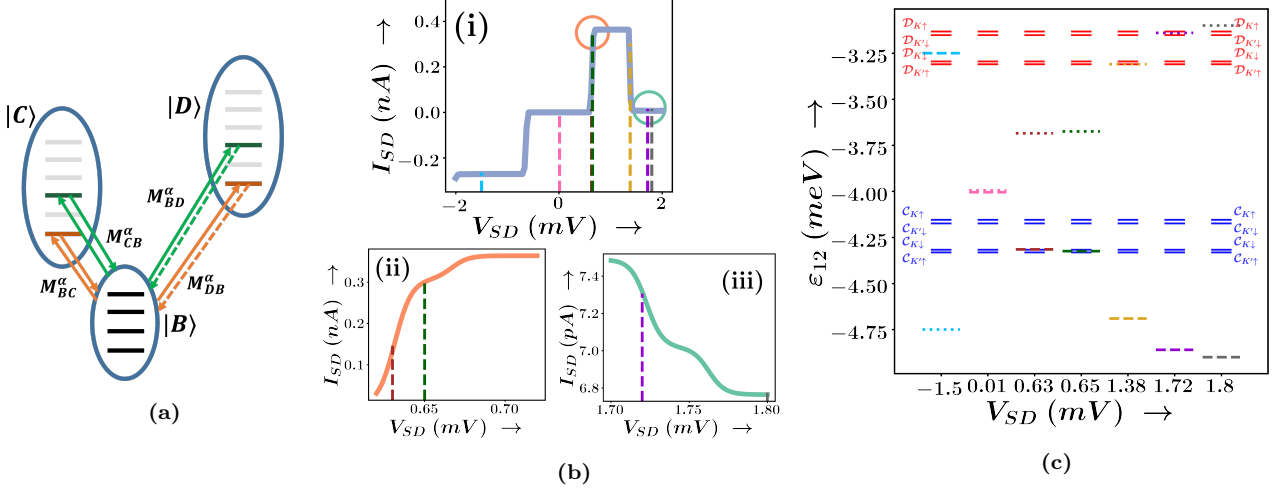 |C⟩
|D⟩
M^α_BD
M^α_CB
M^α_BC
M^α_DB
|B⟩
(a)
(i)
I_SD (nA) →
0.4
0.2
0.0
−0.2
−2
0
2
V_SD (mV) →
(ii)
I_SD (nA) →
0.3
0.2
0.1
0.65
0.70
V_SD (mV) →
(iii)
I_SD (pA) →
7.4
7.2
7.0
6.8
1.70
1.75
1.80
V_SD (mV) →
(b)
ε_12 (meV) →
−3.25
−3.50
−3.75
−4.00
−4.25
−4.50
−4.75
𝒟_K↑
𝒟_K′↓
𝒟_K↓
𝒟_K′↑
𝒞_K↑
𝒞_K′↓
𝒞_K↓
𝒞_K′↑
𝒟_K↑
𝒟_K′↓
𝒟_K↓
𝒟_K′↑
𝒞_K↑
𝒞_K′↓
𝒞_K↓
𝒞_K′↑
−1.5
0.01
0.63
0.65
1.38
1.72
1.8
V_SD (mV) →
(c)